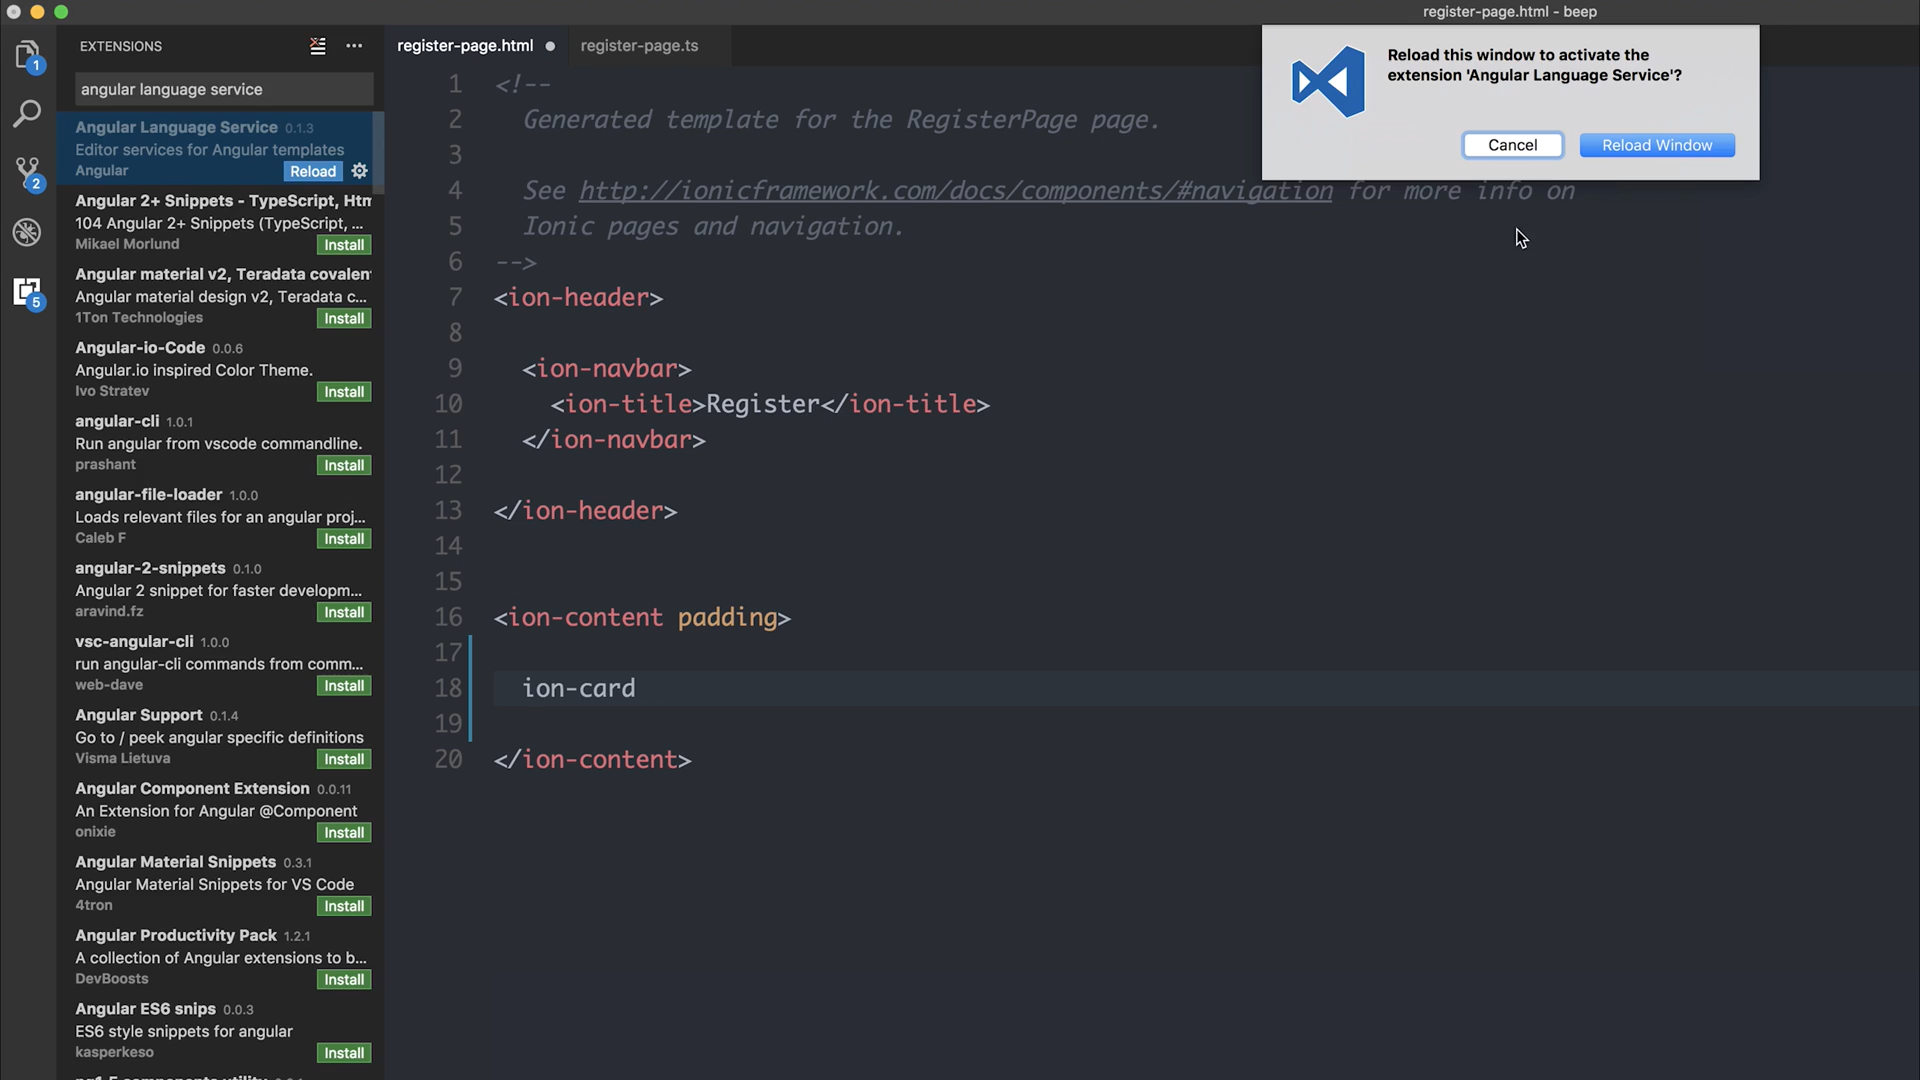 register-page.html - beep
EXTENSIONS
angular language service
Angular Language Service 0.1.3
Editor services for Angular templates
Angular
Reload
Angular 2+ Snippets - TypeScript, Htm
104 Angular 2+ Snippets (TypeScript, ...
Mikael Morlund
Install
Angular material v2, Teradata covalen
Angular material design v2, Teradata c...
1Ton Technologies
Install
Angular-io-Code 0.0.6
Angular.io inspired Color Theme.
Ivo Stratev
Install
angular-cli 1.0.1
Run angular from vscode commandline.
prashant
Install
angular-file-loader 1.0.0
Loads relevant files for an angular proj...
Caleb F
Install
angular-2-snippets 0.1.0
Angular 2 snippet for faster developm...
aravind.fz
Install
vsc-angular-cli 1.0.0
run angular-cli commands from comm...
web-dave
Install
Angular Support 0.1.4
Go to / peek angular specific definitions
Visma Lietuva
Install
Angular Component Extension 0.0.11
An Extension for Angular @Component
onixie
Install
Angular Material Snippets 0.3.1
Angular Material Snippets for VS Code
4tron
Install
Angular Productivity Pack 1.2.1
A collection of Angular extensions to b...
DevBoosts
Install
Angular ES6 snips 0.0.3
ES6 style snippets for angular
kasperkeso
Install
1
2
5
register-page.html
register-page.ts
1 <!--
2 Generated template for the RegisterPage page.
3
4 See http://ionicframework.com/docs/components/#navigation for more info on
5 Ionic pages and navigation.
6 -->
7 <ion-header>
8
9 <ion-navbar>
10 <ion-title>Register</ion-title>
11 </ion-navbar>
12
13 </ion-header>
14
15
16 <ion-content padding>
17
18 ion-card
19
20 </ion-content>
Reload this window to activate the
extension 'Angular Language Service'?
Cancel
Reload Window